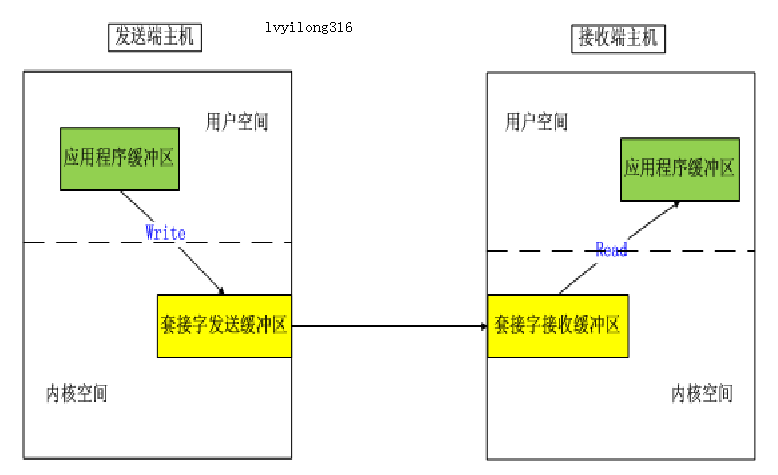 发送端主机
lvyilong316
接收端主机
用户空间
用户空间
应用程序缓冲区
应用程序缓冲区
Write
Read
套接字发送缓冲区
套接字接收缓冲区
内核空间
内核空间